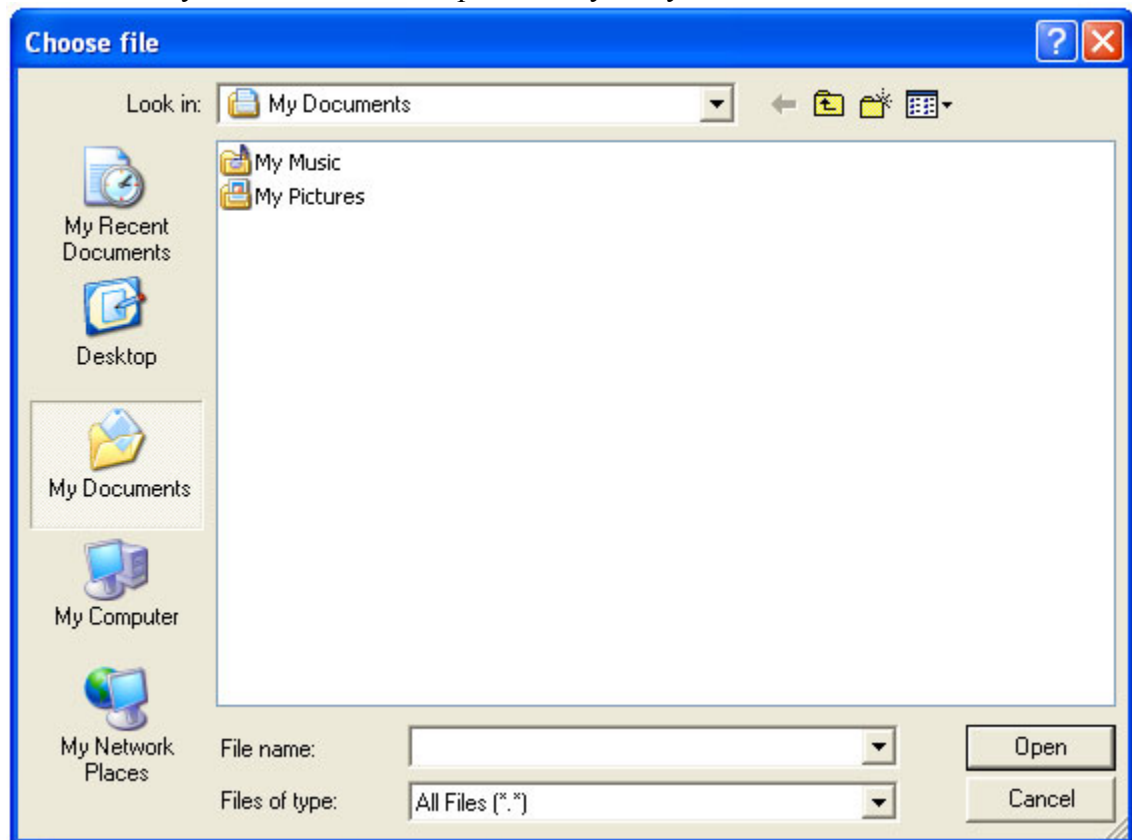 Choose file
Look in:
My Documents
My Music
My Pictures
My Recent
Documents
Desktop
My Documents
My Computer
My Network
Places
File name:
Open
Files of type:
All Files (*.*)
Cancel